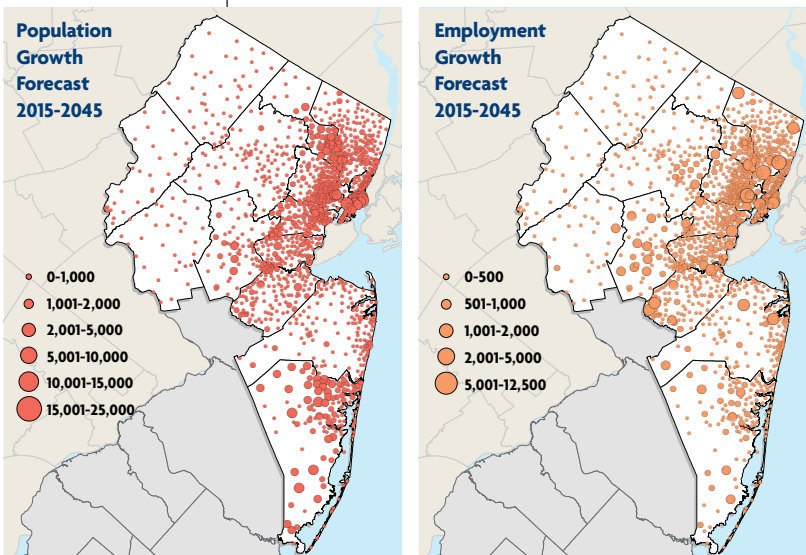 Population
Growth
Forecast
2015-2045
0-1,000
1,001-2,000
2,001-5,000
5,001-10,000
10,001-15,000
15,001-25,000
Employment
Growth
Forecast
2015-2045
0-500
501-1,000
1,001-2,000
2,001-5,000
5,001-12,500